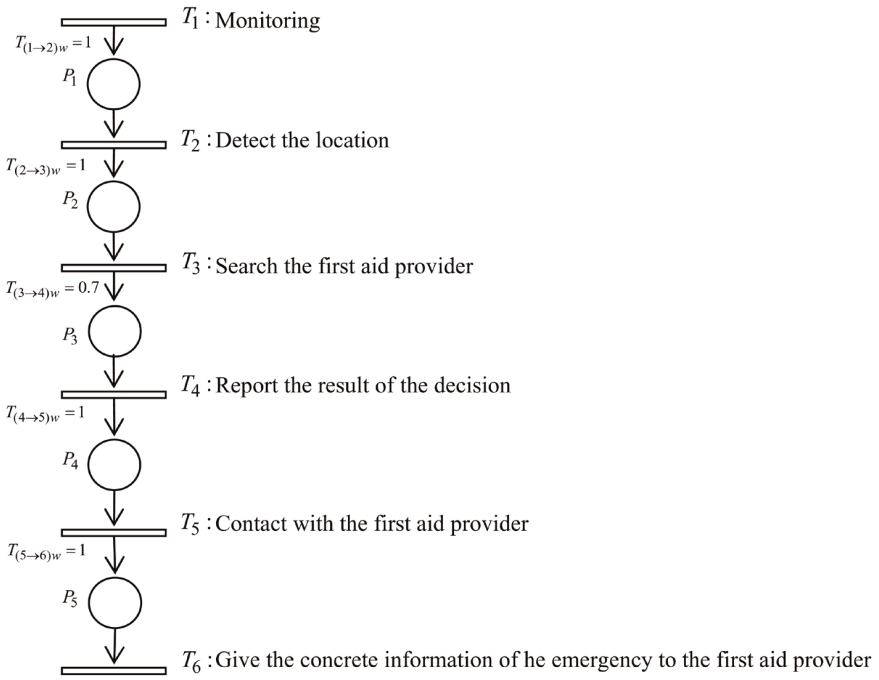 T₁ : Monitoring
T₍₁→₂₎w = 1
P₁
T₂ : Detect the location
T₍₂→₃₎w = 1
P₂
T₃ : Search the first aid provider
T₍₃→₄₎w = 0.7
P₃
T₄ : Report the result of the decision
T₍₄→₅₎w = 1
P₄
T₅ : Contact with the first aid provider
T₍₅→₆₎w = 1
P₅
T₆ : Give the concrete information of he emergency to the first aid provider